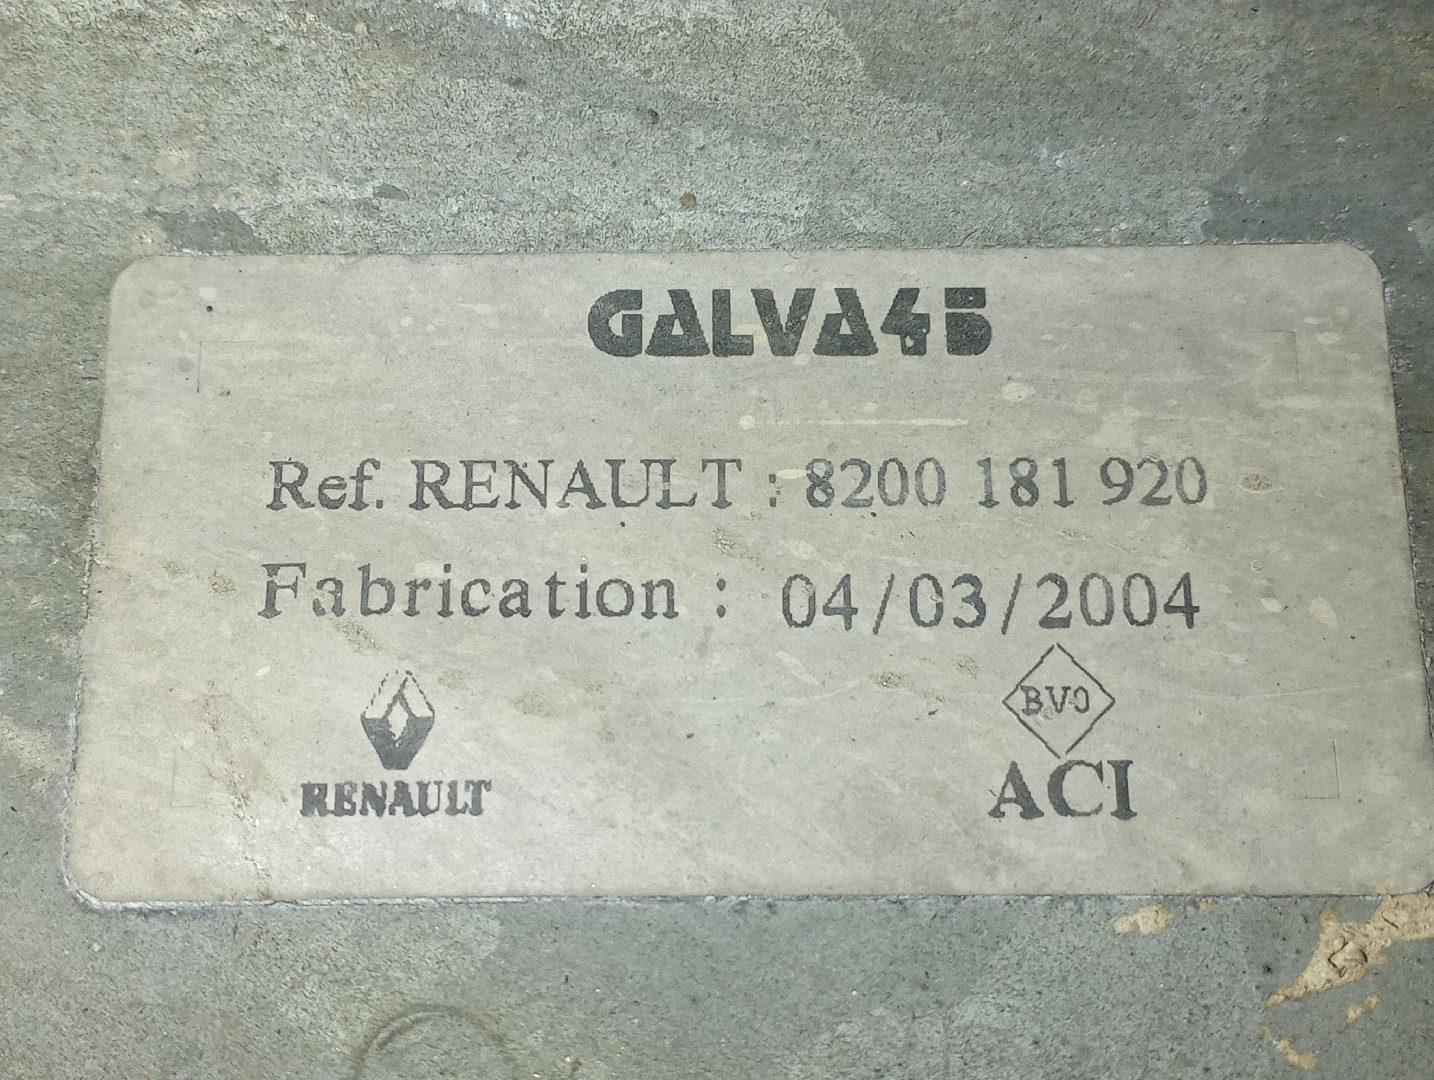 GALVA45
Ref. RENAULT : 8200 181 920
Fabrication : 04/03/2004
BVO
RENAULT
ACI